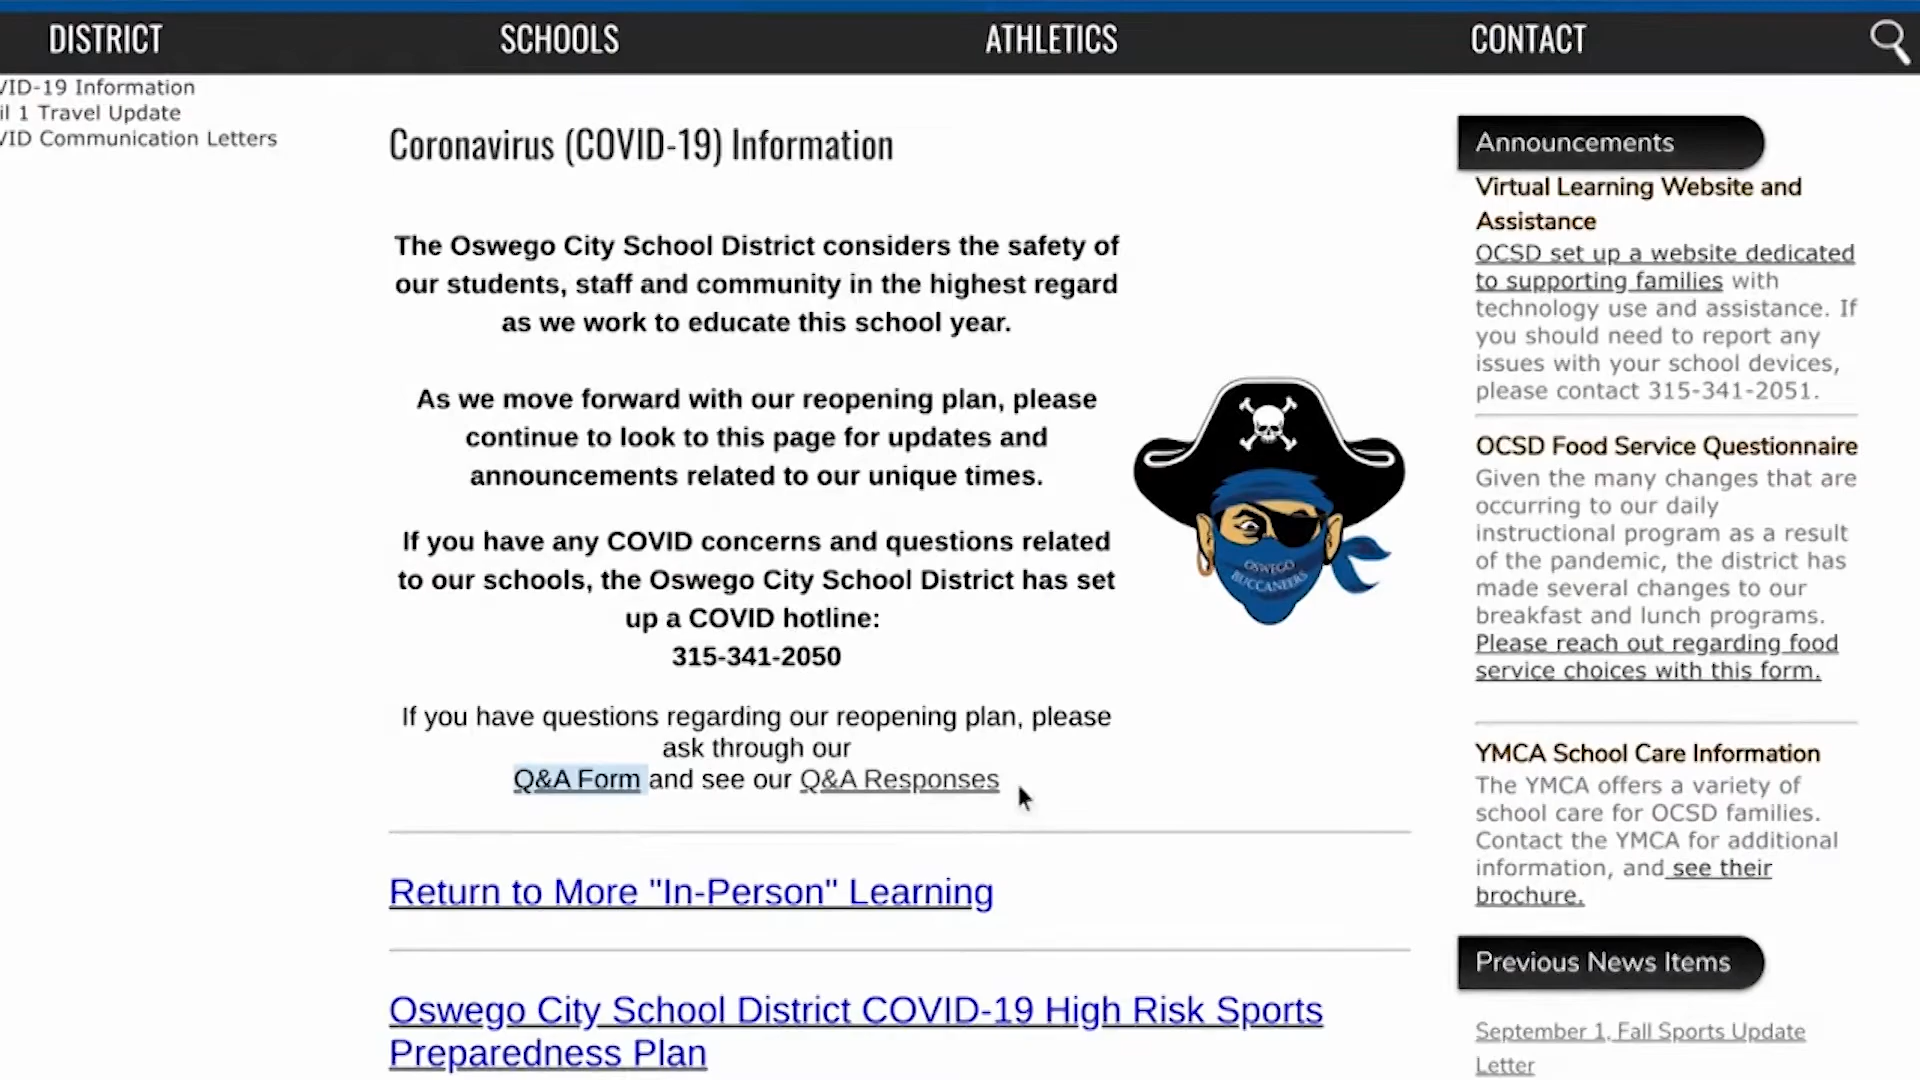 DISTRICT
SCHOOLS
ATHLETICS
CONTACT
VID-19 Information
il 1 Travel Update
VID Communication Letters
Coronavirus (COVID-19) Information
The Oswego City School District considers the safety of
our students, staff and community in the highest regard
as we work to educate this school year.
As we move forward with our reopening plan, please
continue to look to this page for updates and
announcements related to our unique times.
If you have any COVID concerns and questions related
to our schools, the Oswego City School District has set
up a COVID hotline:
315-341-2050
If you have questions regarding our reopening plan, please
ask through our
Q&A Form and see our Q&A Responses
OSWEGO
BUCCANEERS
Return to More "In-Person" Learning
Oswego City School District COVID-19 High Risk Sports
Preparedness Plan
Announcements
Virtual Learning Website and
Assistance
OCSD set up a website dedicated
to supporting families with
technology use and assistance. If
you should need to report any
issues with your school devices,
please contact 315-341-2051.
OCSD Food Service Questionnaire
Given the many changes that are
occurring to our daily
instructional program as a result
of the pandemic, the district has
made several changes to our
breakfast and lunch programs.
Please reach out regarding food
service choices with this form.
YMCA School Care Information
The YMCA offers a variety of
school care for OCSD families.
Contact the YMCA for additional
information, and see their
brochure.
Previous News Items
September 1, Fall Sports Update
Letter